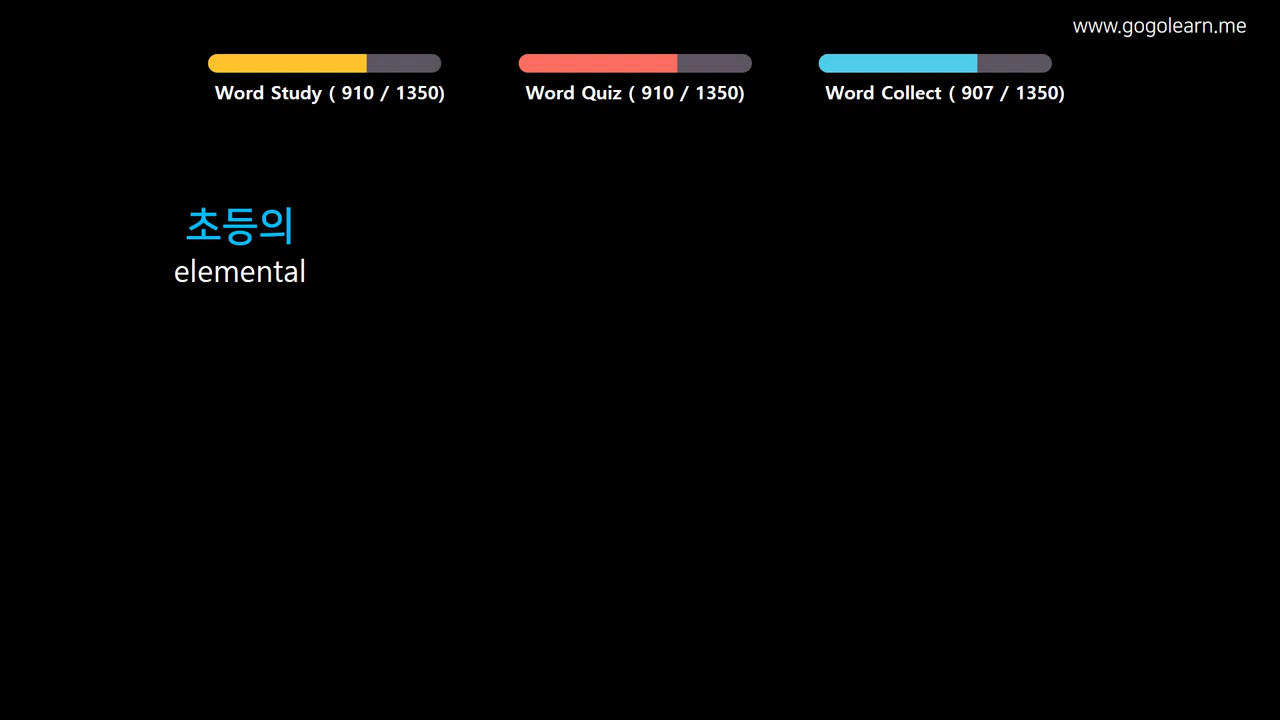 www.gogolearn.me
Word Study ( 910 / 1350)
Word Quiz ( 910 / 1350)
Word Collect ( 907 / 1350)
초등의
elemental